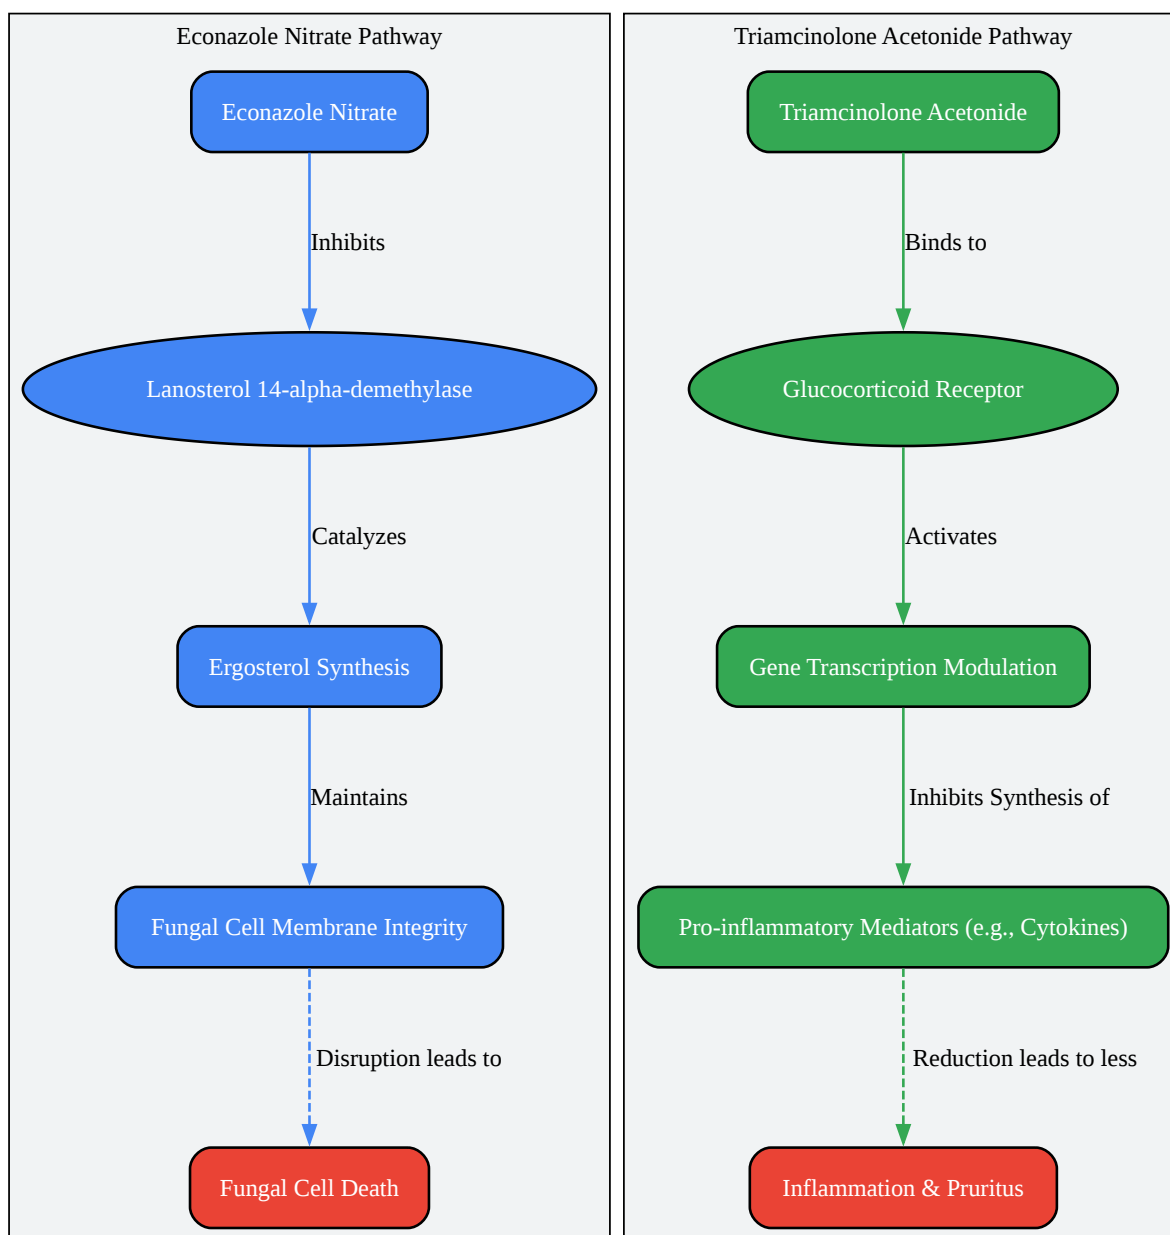 Econazole Nitrate Pathway
Econazole Nitrate
Inhibits
Lanosterol 14-alpha-demethylase
Catalyzes
Ergosterol Synthesis
Maintains
Fungal Cell Membrane Integrity
Disruption leads to
Fungal Cell Death
Triamcinolone Acetonide Pathway
Triamcinolone Acetonide
Binds to
Glucocorticoid Receptor
Activates
Gene Transcription Modulation
Inhibits Synthesis of
Pro-inflammatory Mediators (e.g., Cytokines)
Reduction leads to less
Inflammation & Pruritus